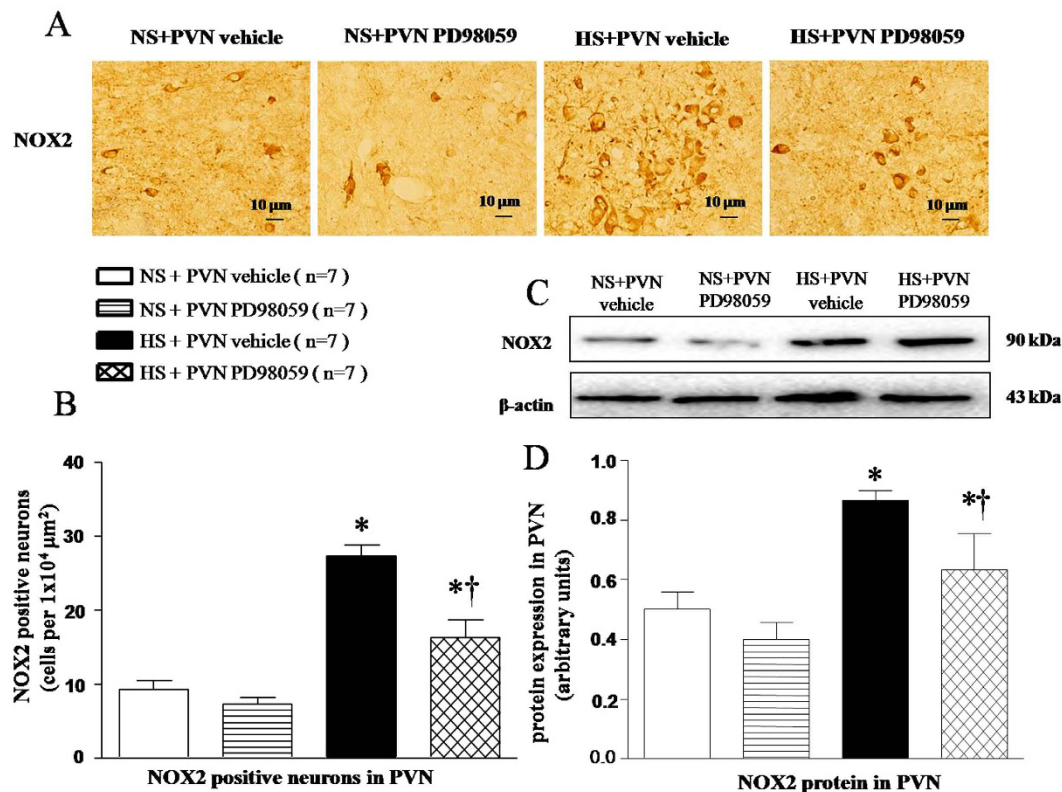 A
NS+PVN vehicle
NS+PVN PD98059
HS+PVN vehicle
HS+PVN PD98059
NOX2
10 μm
10 μm
10 μm
10 μm
NS + PVN vehicle ( n=7 )
NS + PVN PD98059 ( n=7 )
HS + PVN vehicle ( n=7 )
HS + PVN PD98059 ( n=7 )
C
NS+PVN
vehicle
NS+PVN
PD98059
HS+PVN
vehicle
HS+PVN
PD98059
NOX2
90 kDa
β-actin
43 kDa
B
NOX2 positive neurons
(cells per 1x10⁴ μm²)
40
30
20
10
0
*
*†
NOX2 positive neurons in PVN
D
protein expression in PVN
(arbitrary units)
1.0
0.8
0.6
0.4
0.2
0.0
*
*†
NOX2 protein in PVN